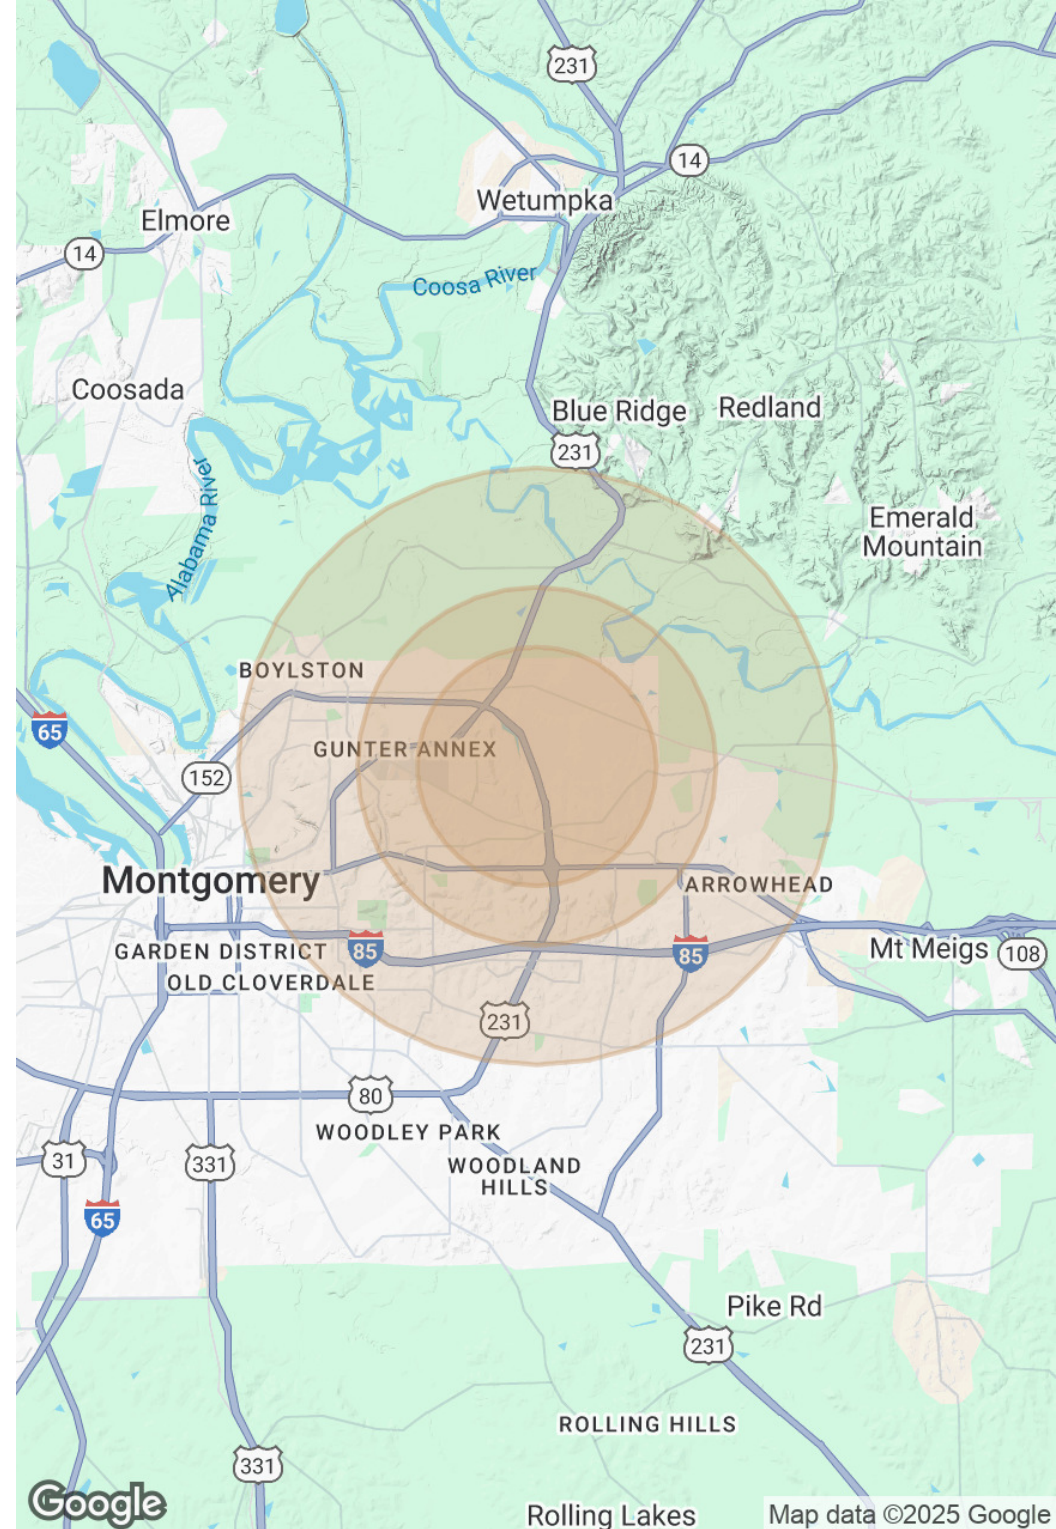 231
14
Wetumpka
Elmore
14
Coosa River
Coosada
Blue Ridge
Redland
231
Alabama River
Emerald
Mountain
BOYLSTON
65
GUNTER ANNEX
152
Montgomery
ARROWHEAD
GARDEN DISTRICT
85
85
Mt Meigs
108
OLD CLOVERDALE
231
80
WOODLEY PARK
31
331
WOODLAND
HILLS
65
Pike Rd
231
ROLLING HILLS
331
Google
Rolling Lakes
Map data ©2025 Google